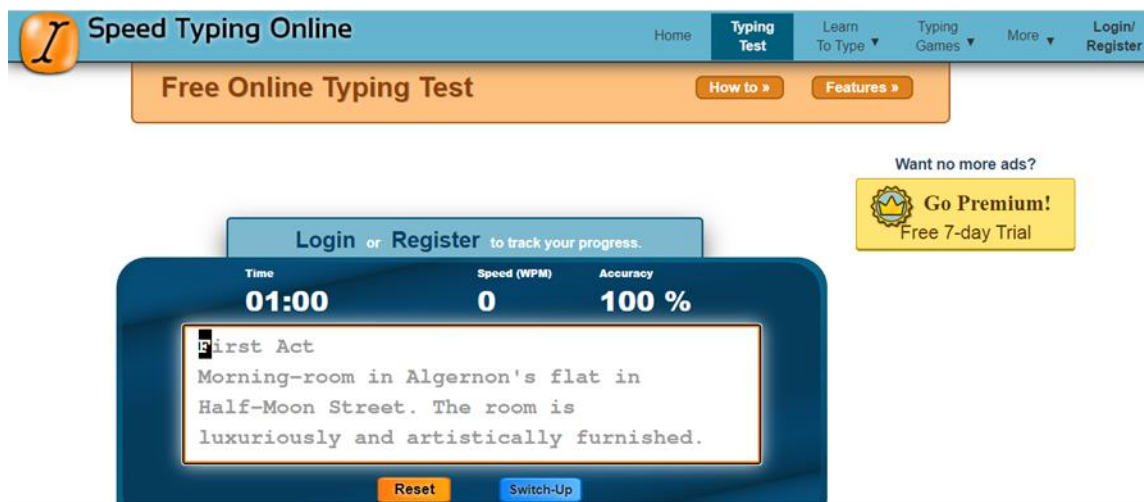 Speed Typing Online
Home
Typing Test
Learn To Type ▼
Typing Games ▼
More ▼
Login/ Register
Free Online Typing Test
How to »
Features »
Want no more ads?
Go Premium!
Free 7-day Trial
Login or Register to track your progress.
Time
Speed (WPM)
Accuracy
01:00
0
100 %
First Act
Morning-room in Algernon's flat in
Half-Moon Street. The room is
luxuriously and artistically furnished.
Reset
Switch-Up